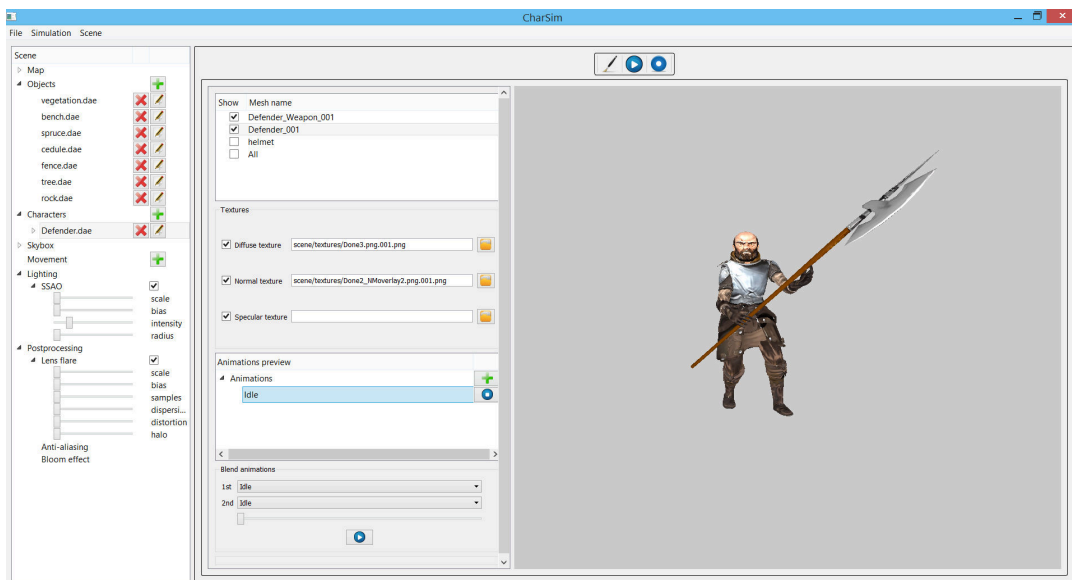 CharSim
File Simulation Scene
Scene
Map
Objects
vegetation.dae
bench.dae
spruce.dae
cedule.dae
fence.dae
tree.dae
rock.dae
Characters
Defender.dae
Skybox
Movement
Lighting
SSAO
scale
bias
intensity
radius
Postprocessing
Lens flare
scale
bias
samples
dispersi...
distortion
halo
Anti-aliasing
Bloom effect
Show Mesh name
Defender_Weapon_001
Defender_001
helmet
All
Textures
Diffuse texture scene/textures/Done3.png.001.png
Normal texture scene/textures/Done2_NMoverlay2.png.001.png
Specular texture
Animations preview
Animations
Idle
Blend animations
1st Idle
2nd Idle